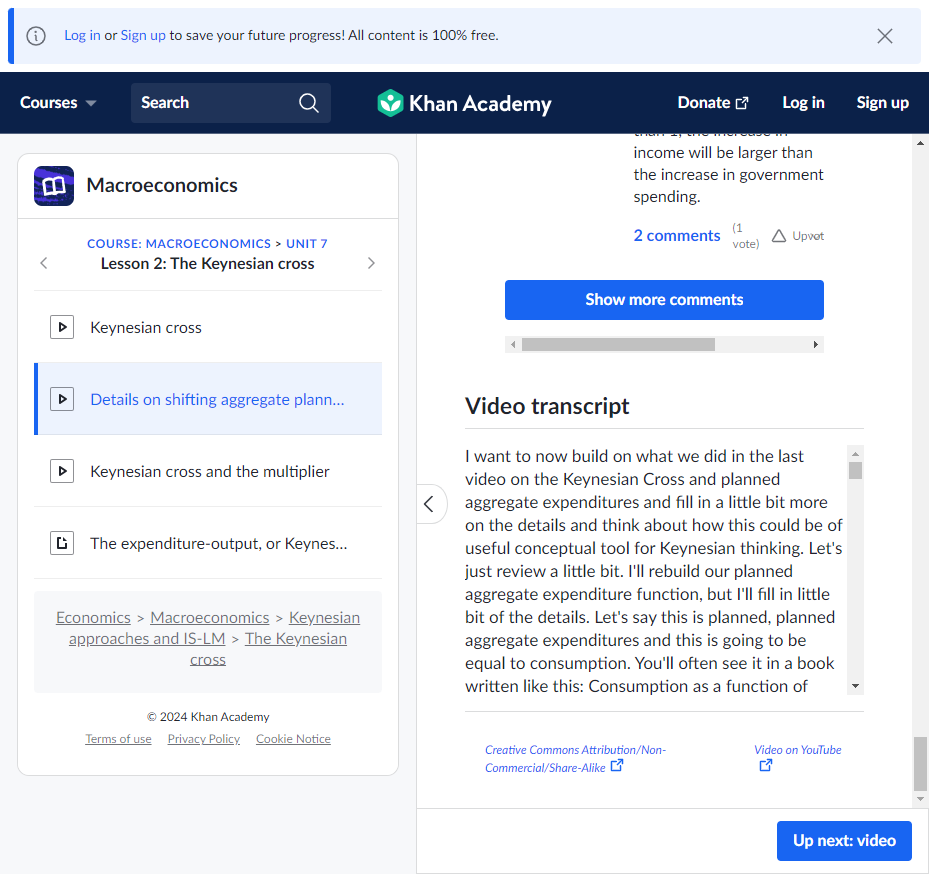 Log in or Sign up to save your future progress! All content is 100% free.
Courses
Search
Khan Academy
Donate
Log in
Sign up
Macroeconomics
COURSE: MACROECONOMICS > UNIT 7
Lesson 2: The Keynesian cross
Keynesian cross
Details on shifting aggregate plann...
Keynesian cross and the multiplier
The expenditure-output, or Keynes...
Economics > Macroeconomics > Keynesian
approaches and IS-LM > The Keynesian
cross
© 2024 Khan Academy
Terms of use Privacy Policy Cookie Notice
than 1, the increase in
income will be larger than
the increase in government
spending.
2 comments
(1
vote)
Upvot
Show more comments
Video transcript
I want to now build on what we did in the last
video on the Keynesian Cross and planned
aggregate expenditures and fill in a little bit more
on the details and think about how this could be of
useful conceptual tool for Keynesian thinking. Let's
just review a little bit. I'll rebuild our planned
aggregate expenditure function, but I'll fill in little
bit of the details. Let's say this is planned, planned
aggregate expenditures and this is going to be
equal to consumption. You'll often see it in a book
written like this: Consumption as a function of
Creative Commons Attribution/Non-
Commercial/Share-Alike
Video on YouTube
Up next: video